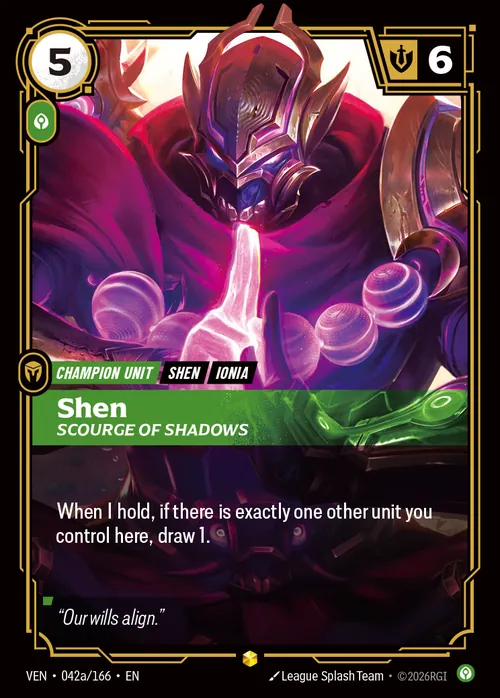 5
6
CHAMPION UNIT SHEN IONIA
Shen
SCOURGE OF SHADOWS
When I hold, if there is exactly one other unit you
control here, draw 1.
“Our wills align.”
VEN • 042a/166 • EN League Splash Team • ©2026RGI